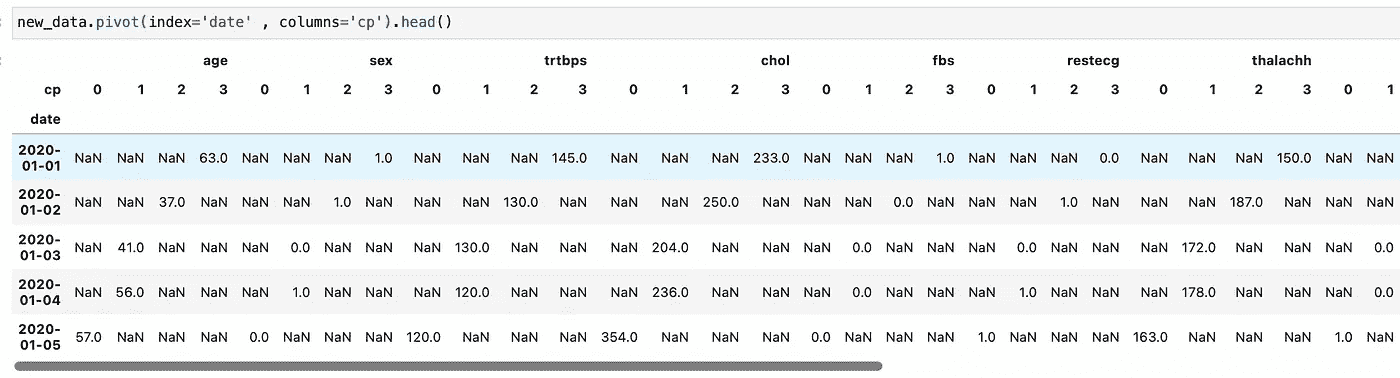 new_data.pivot(index='date' , columns='cp').head()
age sex trtbps chol fbs restecg thalachh
cp 0 1 2 3 0 1 2 3 0 1 2 3 0 1 2 3 0 1 2 3 0 1 2 3 0 1 2 3 0 1
date
2020-01-01 NaN NaN NaN 63.0 NaN NaN NaN 1.0 NaN NaN NaN 145.0 NaN NaN NaN 233.0 NaN NaN NaN 1.0 NaN NaN NaN 0.0 NaN NaN NaN 150.0 NaN NaN
2020-01-02 NaN NaN 37.0 NaN NaN NaN 1.0 NaN NaN NaN 130.0 NaN NaN NaN 250.0 NaN NaN NaN 0.0 NaN NaN NaN 1.0 NaN NaN NaN 187.0 NaN NaN NaN
2020-01-03 NaN 41.0 NaN NaN NaN 0.0 NaN NaN NaN 130.0 NaN NaN NaN 204.0 NaN NaN NaN 0.0 NaN NaN NaN 0.0 NaN NaN NaN 172.0 NaN NaN NaN 0.0
2020-01-04 NaN 56.0 NaN NaN NaN 1.0 NaN NaN NaN 120.0 NaN NaN NaN 236.0 NaN NaN NaN 0.0 NaN NaN NaN 1.0 NaN NaN NaN 178.0 NaN NaN NaN 0.0
2020-01-05 57.0 NaN NaN NaN 0.0 NaN NaN NaN 120.0 NaN NaN NaN 354.0 NaN NaN NaN 0.0 NaN NaN NaN 1.0 NaN NaN NaN 163.0 NaN NaN NaN 1.0 NaN